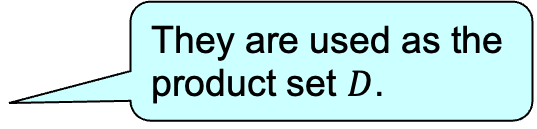 They are used as the
product set D.